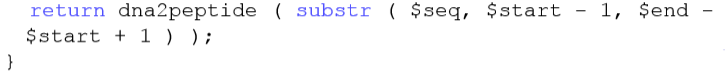 return dna2peptide ( substr ( $seq, $start - 1, $end -
$start + 1 ) );
}